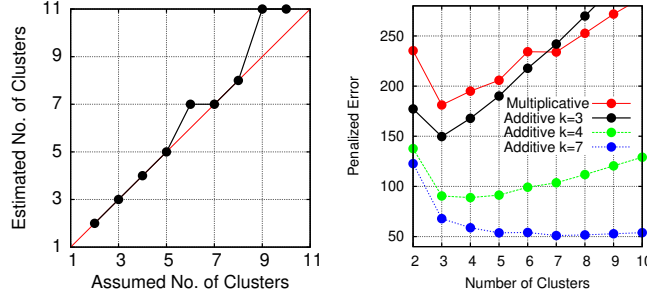 Estimated No. of Clusters
11
9
7
5
3
1
1 3 5 7 9 11
Assumed No. of Clusters
Penalized Error
250
200
150
100
50
Multiplicative
Additive k=3
Additive k=4
Additive k=7
2 3 4 5 6 7 8 9 10
Number of Clusters